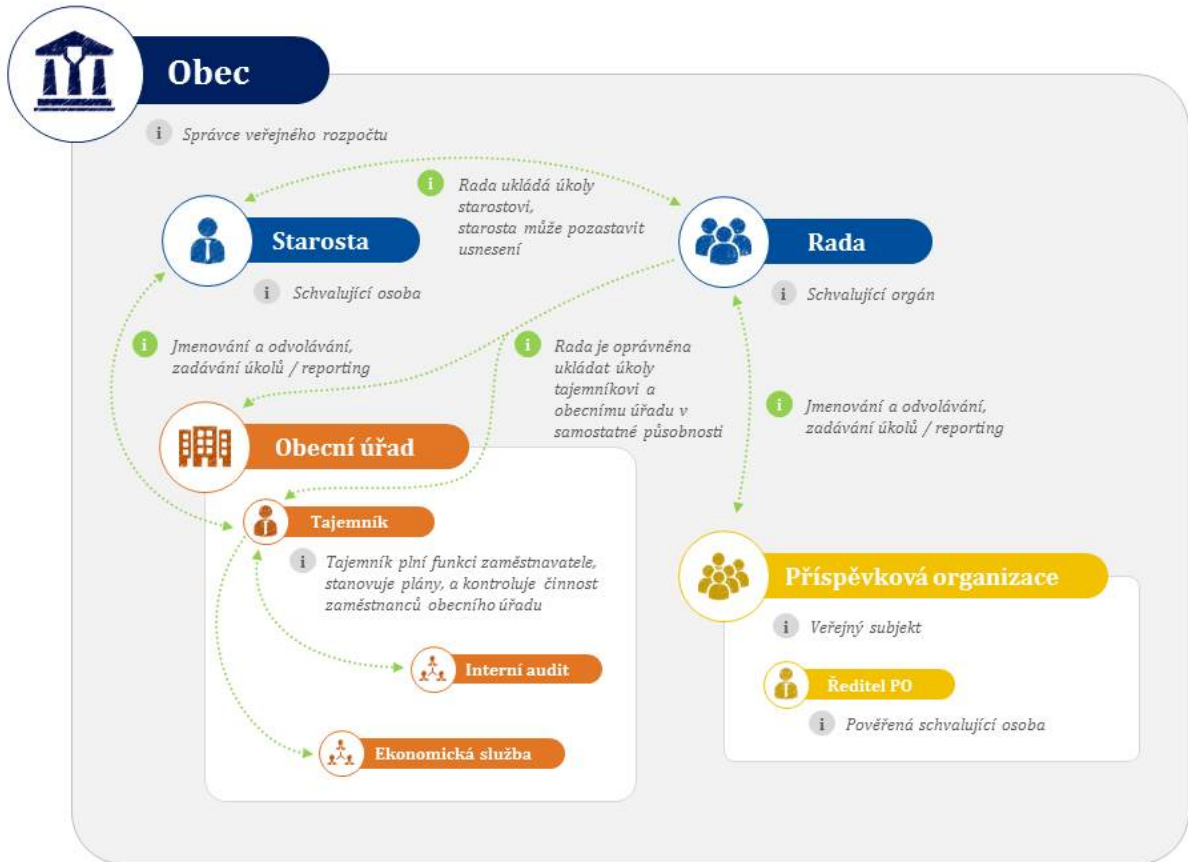 Obec
i Správce veřejného rozpočtu
i Rada ukládá úkoly
starostovi,
starosta může pozastavit
usnesení
Starosta
i Schvalující osoba
Rada
i Schvalující orgán
i Jmenování a odvolávání,
zadávání úkolů / reporting
i Rada je oprávněna
ukládat úkoly
tajemníkovi a
obecnímu úřadu v
samostatné působnosti
i Jmenování a odvolávání,
zadávání úkolů / reporting
Obecní úřad
Tajemník
i Tajemník plní funkci zaměstnavatele,
stanovuje plány, a kontroluje činnost
zaměstnanců obecního úřadu
Interní audit
Ekonomická služba
Příspěvková organizace
i Veřejný subjekt
Ředitel PO
i Pověřená schvalující osoba